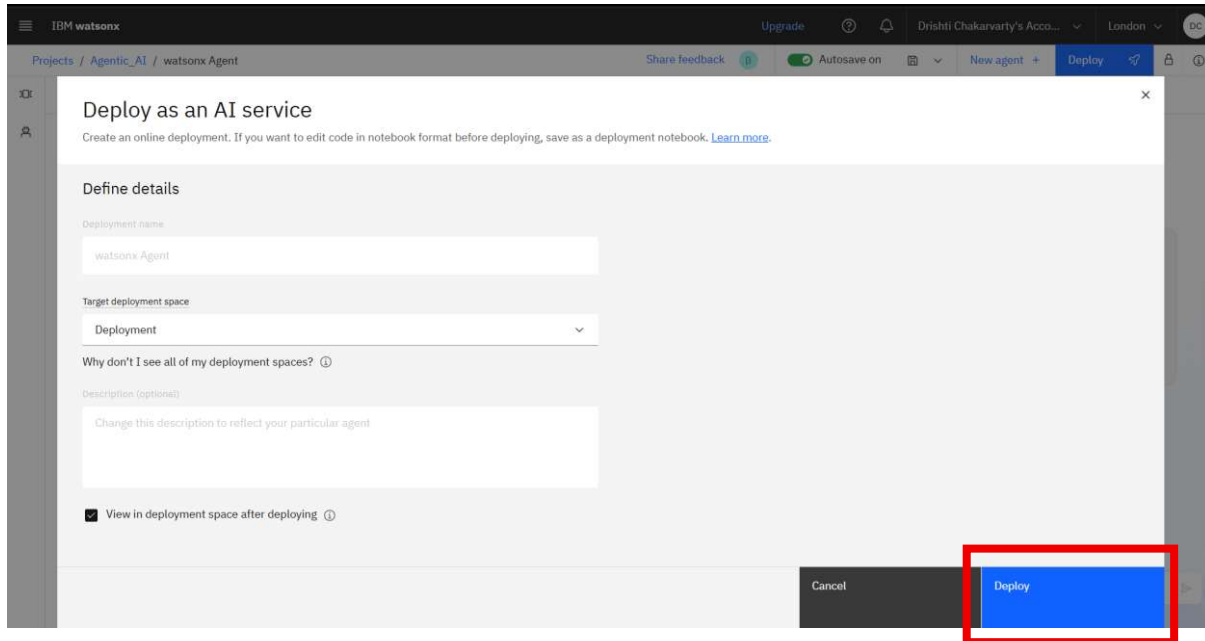 IBM watsonx
Upgrade
Drishti Chakarvarty's Acco...
London
DC
Projects / Agentic_AI / watsonx Agent
Share feedback
Autosave on
New agent +
Deploy
Deploy as an AI service
Create an online deployment. If you want to edit code in notebook format before deploying, save as a deployment notebook. Learn more.
Define details
Deployment name
watsonx Agent
Target deployment space
Deployment
Why don't I see all of my deployment spaces?
Description (optional)
Change this description to reflect your particular agent
View in deployment space after deploying
Cancel
Deploy